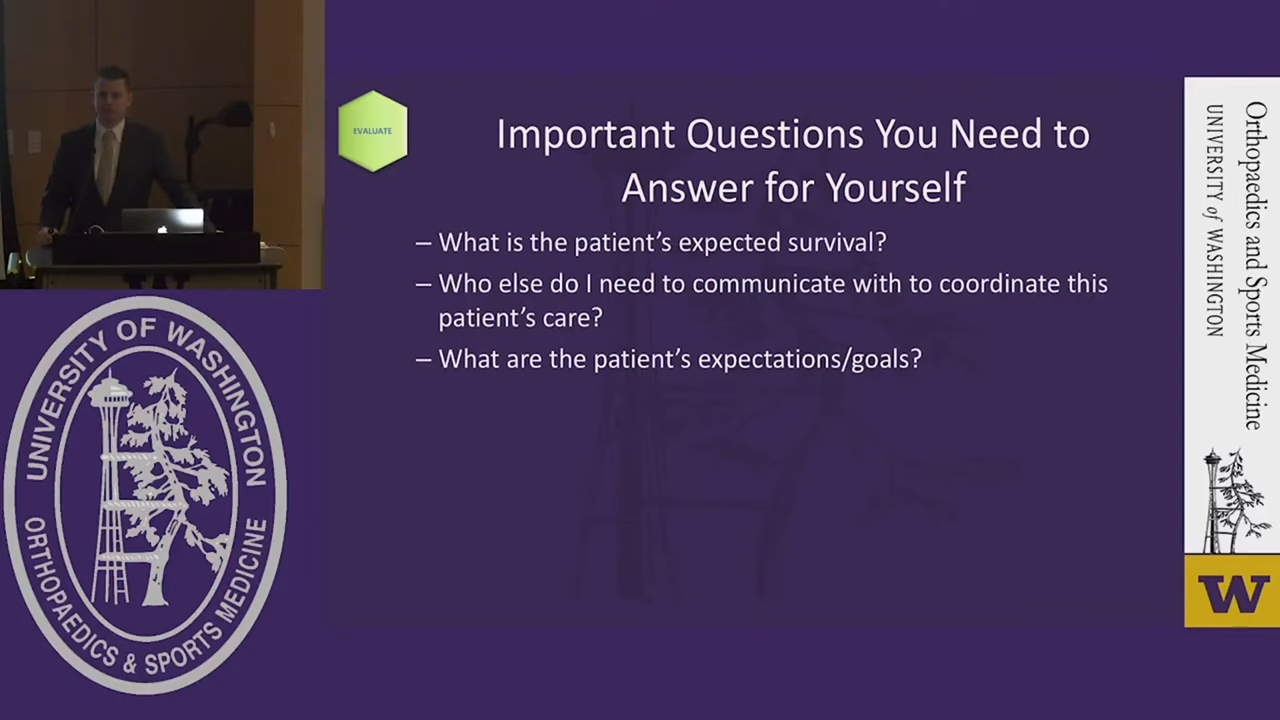 EVALUATE
Important Questions You Need to
Answer for Yourself
– What is the patient’s expected survival?
– Who else do I need to communicate with to coordinate this
patient’s care?
– What are the patient’s expectations/goals?
Orthopaedics and Sports Medicine
UNIVERSITY of WASHINGTON
W
UNIVERSITY OF WASHINGTON
ORTHOPAEDICS & SPORTS MEDICINE